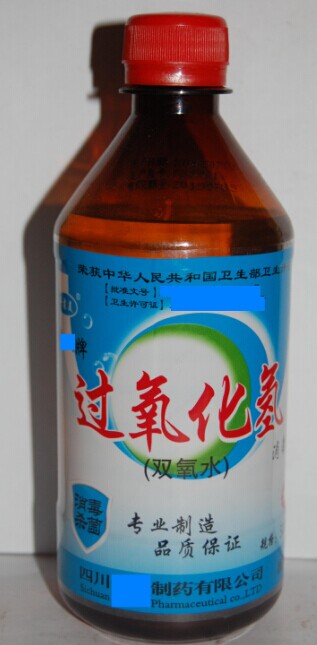 荣获中华人民共和国卫生部卫生
【批准文号】
【卫生许可证】
牌
过氧化氢
(双氧水)
消
消毒
杀菌
专业制造
品质保证
四川 制药有限公司
Sichuan Pharmaceutical co.,LTD